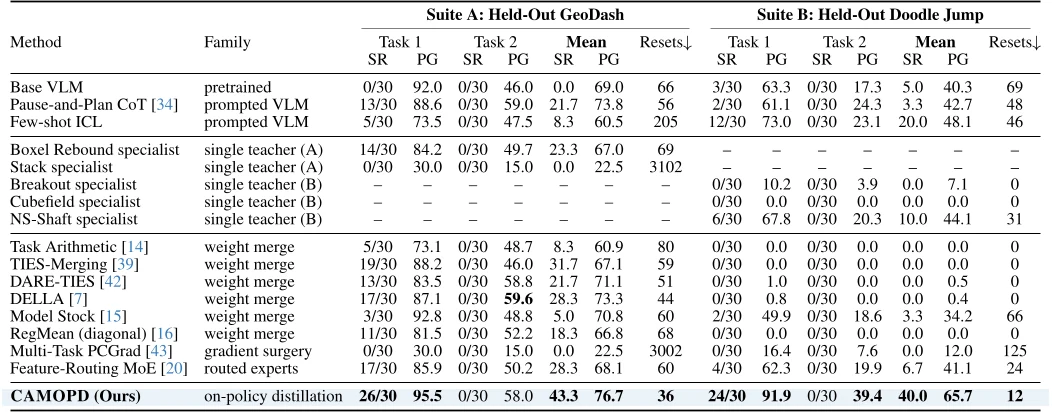 Suite A: Held-Out GeoDash Suite B: Held-Out Doodle Jump
Method Family Task 1 Task 2 Mean Resets↓ Task 1 Task 2 Mean Resets↓
SR PG SR PG SR PG SR PG SR PG SR PG
Base VLM pretrained 0/30 92.0 0/30 46.0 0.0 69.0 66 3/30 63.3 0/30 17.3 5.0 40.3 69
Pause-and-Plan CoT [34] prompted VLM 13/30 88.6 0/30 59.0 21.7 73.8 56 2/30 61.1 0/30 24.3 3.3 42.7 48
Few-shot ICL prompted VLM 5/30 73.5 0/30 47.5 8.3 60.5 205 12/30 73.0 0/30 23.1 20.0 48.1 46
Boxel Rebound specialist single teacher (A) 14/30 84.2 0/30 49.7 23.3 67.0 69 – – – – – – –
Stack specialist single teacher (A) 0/30 30.0 0/30 15.0 0.0 22.5 3102 – – – – – – –
Breakout specialist single teacher (B) – – – – – – – 0/30 10.2 0/30 3.9 0.0 7.1 0
Cubefield specialist single teacher (B) – – – – – – – 0/30 0.0 0/30 0.0 0.0 0.0 0
NS-Shaft specialist single teacher (B) – – – – – – – 6/30 67.8 0/30 20.3 10.0 44.1 31
Task Arithmetic [14] weight merge 5/30 73.1 0/30 48.7 8.3 60.9 80 0/30 0.0 0/30 0.0 0.0 0.0 0
TIES-Merging [39] weight merge 19/30 88.2 0/30 46.0 31.7 67.1 59 0/30 0.0 0/30 0.0 0.0 0.0 0
DARE-TIES [42] weight merge 13/30 83.5 0/30 58.8 21.7 71.1 51 0/30 1.0 0/30 0.0 0.0 0.5 0
DELLA [7] weight merge 17/30 87.1 0/30 59.6 28.3 73.3 44 0/30 0.8 0/30 0.0 0.0 0.4 0
Model Stock [15] weight merge 3/30 92.8 0/30 48.8 5.0 70.8 60 2/30 49.9 0/30 18.6 3.3 34.2 66
RegMean (diagonal) [16] weight merge 11/30 81.5 0/30 52.2 18.3 66.8 68 0/30 0.0 0/30 0.0 0.0 0.0 0
Multi-Task PCGrad [43] gradient surgery 0/30 30.0 0/30 15.0 0.0 22.5 3002 0/30 16.4 0/30 7.6 0.0 12.0 125
Feature-Routing MoE [20] routed experts 17/30 85.9 0/30 50.2 28.3 68.1 60 4/30 62.3 0/30 19.9 6.7 41.1 24
CAMOPD (Ours) on-policy distillation 26/30 95.5 0/30 58.0 43.3 76.7 36 24/30 91.9 0/30 39.4 40.0 65.7 12